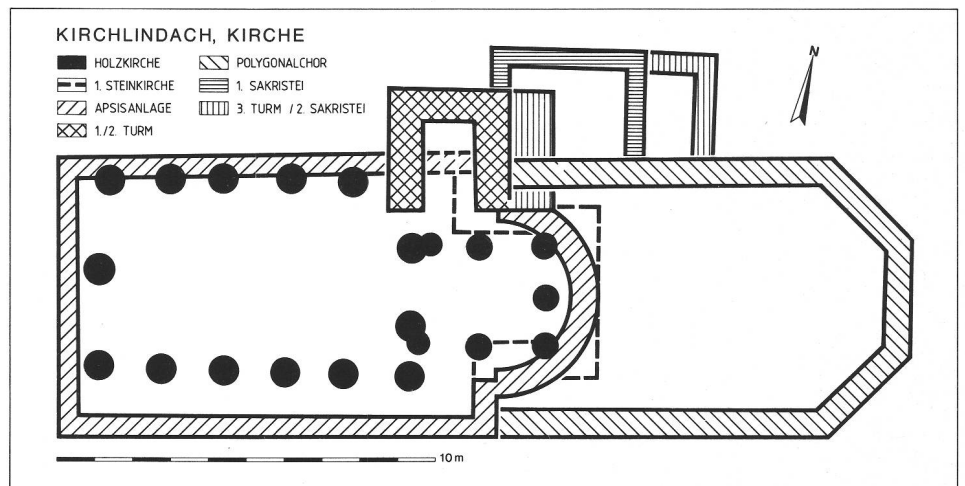 KIRCHLINDACH, KIRCHE
HOLZKIRCHE
1. STEINKIRCHE
APSISANLAGE
1./2. TURM
POLYGONALCHOR
1. SAKRISTEI
3. TURM / 2. SAKRISTEI
N
10 m